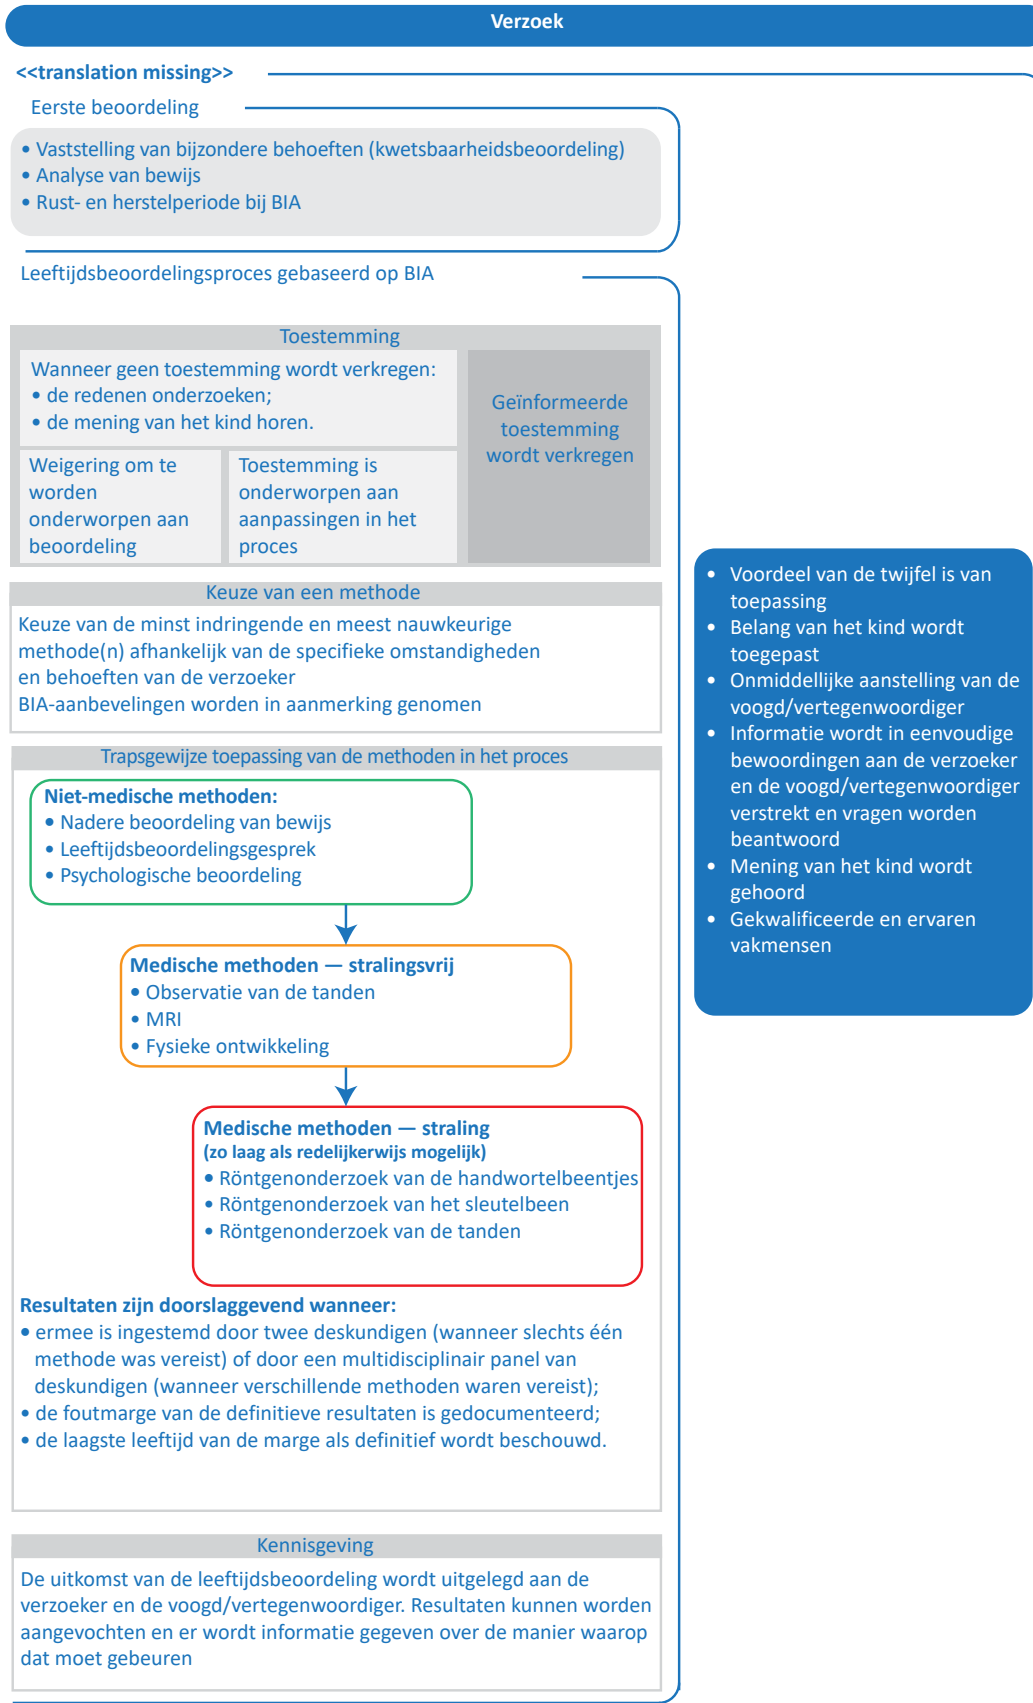 Verzoek
<<translation missing>>
Eerste beoordeling
• Vaststelling van bijzondere behoeften (kwetsbaarheidsbeoordeling)
• Analyse van bewijs
• Rust- en herstelperiode bij BIA
Leeftijdsbeoordelingsproces gebaseerd op BIA
Toestemming
Wanneer geen toestemming wordt verkregen:
• de redenen onderzoeken;
• de mening van het kind horen.
Weigering om te
worden
onderworpen aan
beoordeling
Toestemming is
onderworpen aan
aanpassingen in het
proces
Geïnformeerde
toestemming
wordt verkregen
Keuze van een methode
Keuze van de minst indringende en meest nauwkeurige
methode(n) afhankelijk van de specifieke omstandigheden
en behoeften van de verzoeker
BIA-aanbevelingen worden in aanmerking genomen
Trapsgewijze toepassing van de methoden in het proces
Niet-medische methoden:
• Nadere beoordeling van bewijs
• Leeftijdsbeoordelingsgesprek
• Psychologische beoordeling
Medische methoden — stralingsvrij
• Observatie van de tanden
• MRI
• Fysieke ontwikkeling
Medische methoden — straling
(zo laag als redelijkerwijs mogelijk)
• Röntgenonderzoek van de handwortelbeentjes
• Röntgenonderzoek van het sleutelbeen
• Röntgenonderzoek van de tanden
Resultaten zijn doorslaggevend wanneer:
• ermee is ingestemd door twee deskundigen (wanneer slechts één
methode was vereist) of door een multidisciplinair panel van
deskundigen (wanneer verschillende methoden waren vereist);
• de foutmarge van de definitieve resultaten is gedocumenteerd;
• de laagste leeftijd van de marge als definitief wordt beschouwd.
Kennisgeving
De uitkomst van de leeftijdsbeoordeling wordt uitgelegd aan de
verzoeker en de voogd/vertegenwoordiger. Resultaten kunnen worden
aangevochten en er wordt informatie gegeven over de manier waarop
dat moet gebeuren
• Voordeel van de twijfel is van
toepassing
• Belang van het kind wordt
toegepast
• Onmiddellijke aanstelling van de
voogd/vertegenwoordiger
• Informatie wordt in eenvoudige
bewoordingen aan de verzoeker
en de voogd/vertegenwoordiger
verstrekt en vragen worden
beantwoord
• Mening van het kind wordt
gehoord
• Gekwalificeerde en ervaren
vakmensen